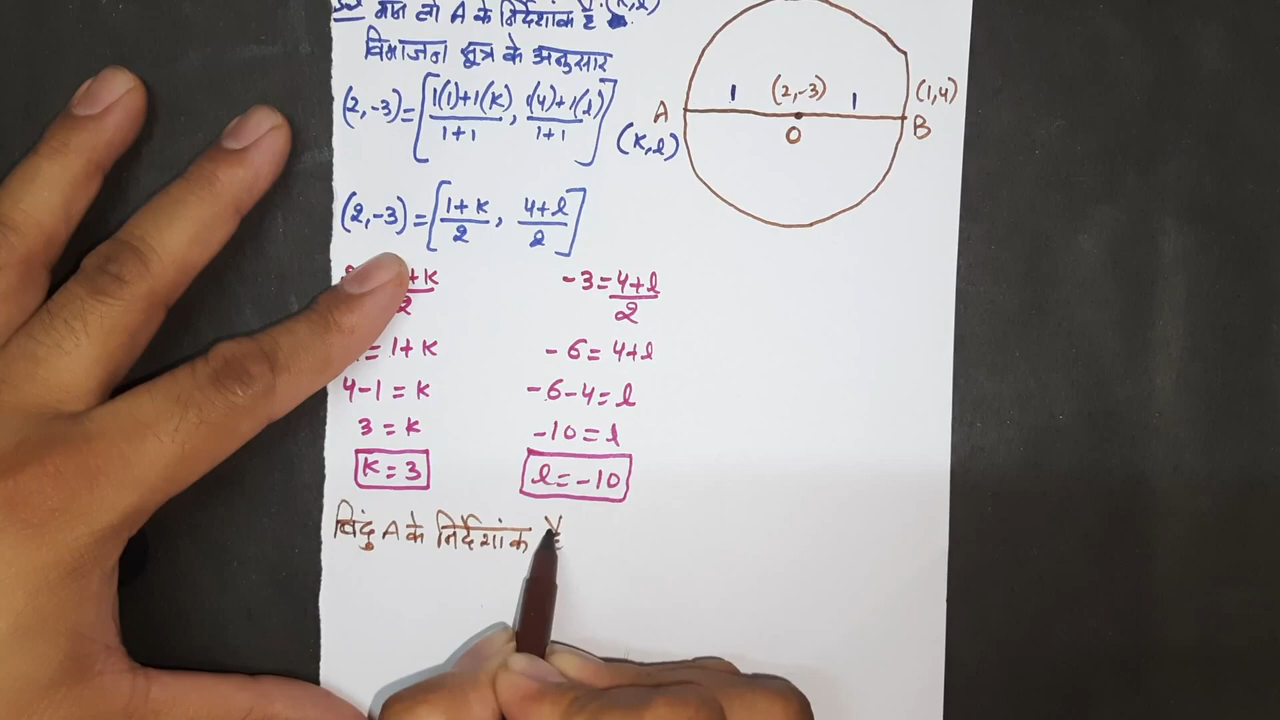 माना A के निर्देशांक है (k,l)
विभाजन सूत्र के अनुसार
(2,-3)=[1(1)+1(k)/1+1, 1(4)+1(l)/1+1]
(2,-3)=[1+k/2, 4+l/2]
+k/2 -3=4+l/2
=1+k -6=4+l
4-1=k -6-4=l
3=k -10=l
k=3 l=-10
बिंदु A के निर्देशांक है
1 (2,-3) 1 (1,4)
A O B
(k,l)